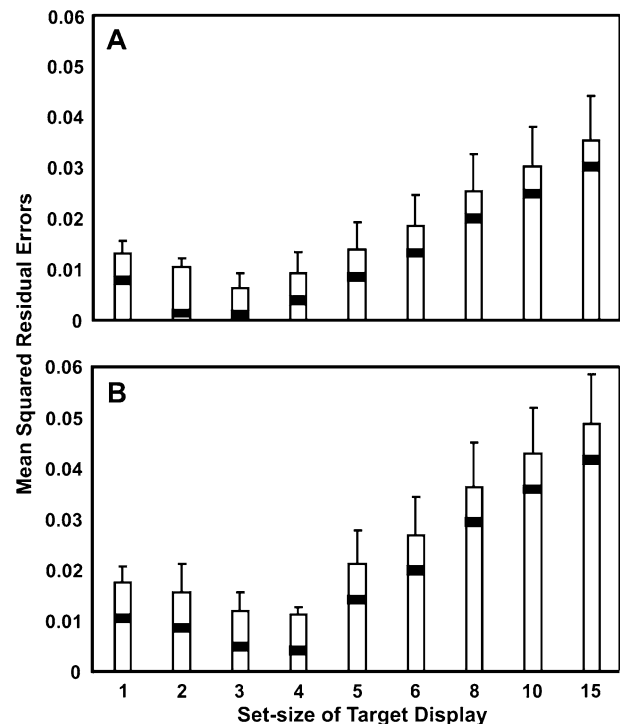 0.06
A
0.05
0.04
0.03
0.02
0.01
0
Mean Squared Residual Errors
0.06
B
0.05
0.04
0.03
0.02
0.01
0
1 2 3 4 5 6 8 10 15
Set-size of Target Display